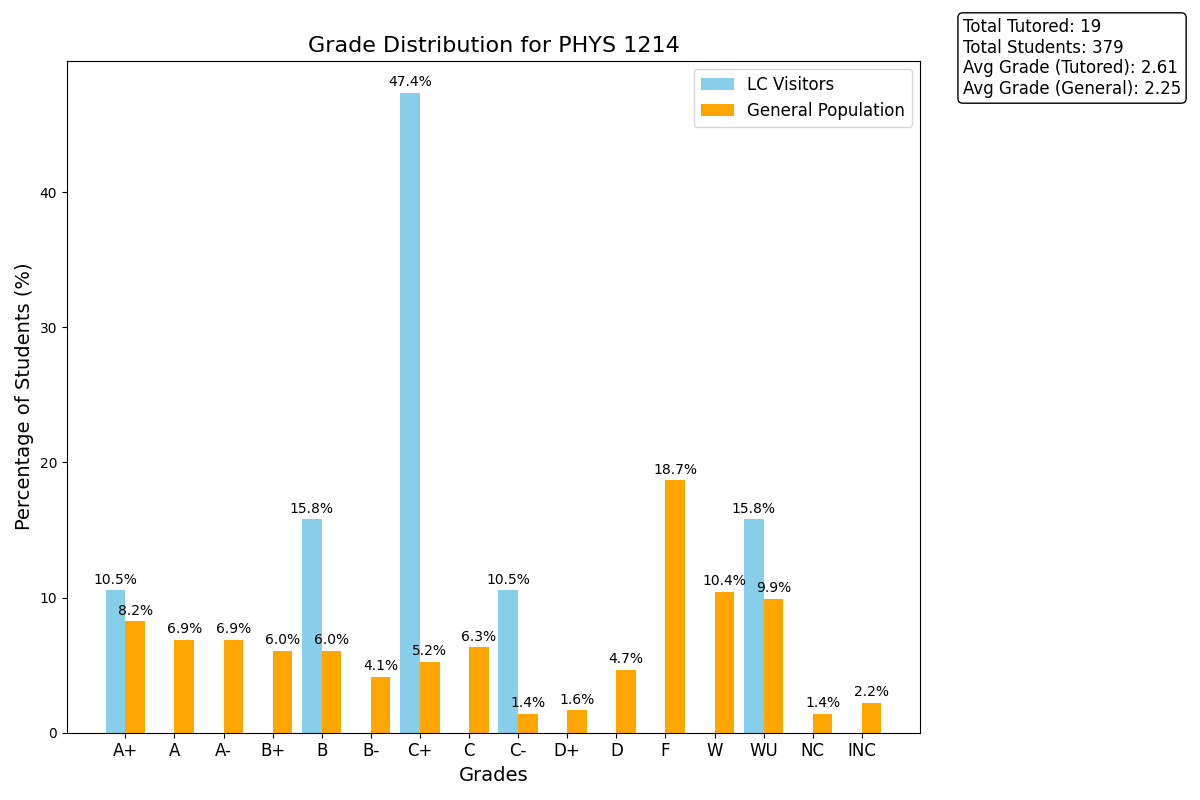 Grade Distribution for PHYS 1214
Total Tutored: 19
Total Students: 379
Avg Grade (Tutored): 2.61
Avg Grade (General): 2.25
LC Visitors
General Population
Percentage of Students (%)
40
30
20
10
0
10.5%
8.2%
6.9%
6.9%
6.0%
15.8%
6.0%
4.1%
47.4%
5.2%
6.3%
10.5%
1.4%
1.6%
4.7%
18.7%
10.4%
15.8%
9.9%
1.4%
2.2%
A+ A A- B+ B B- C+ C C- D+ D F W WU NC INC
Grades